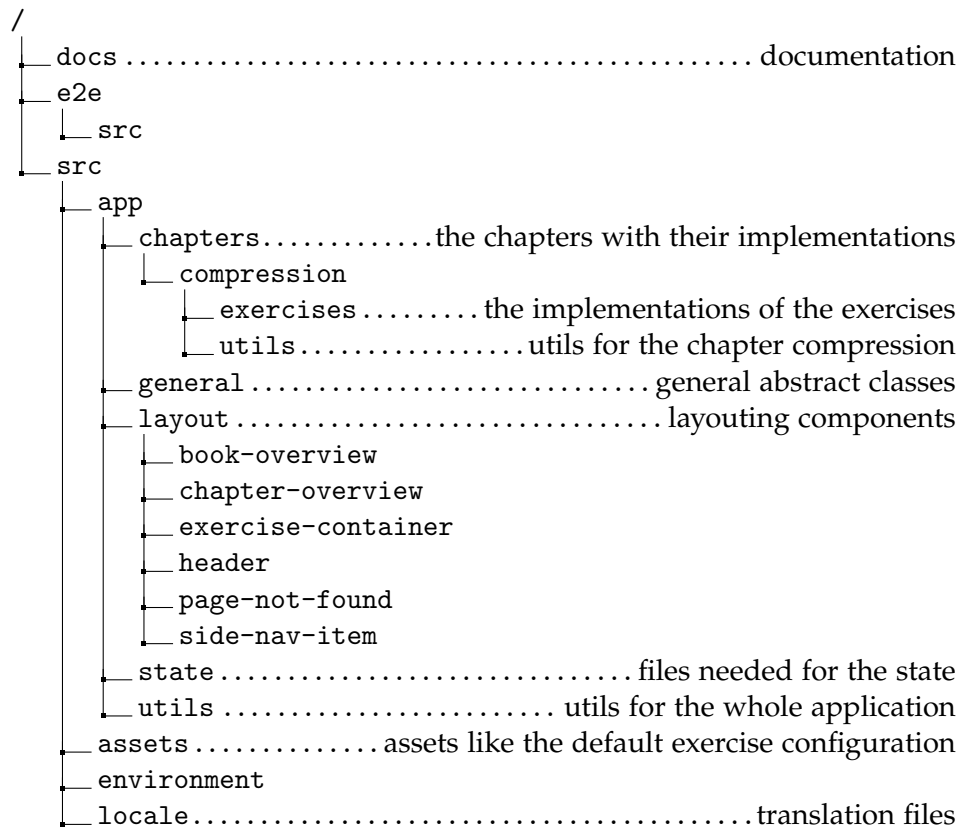 /
docs . . . . . . . . . . . . . . . . . . . . . . . . . . . . . . . . . . . . . . . . . . . . . . . . documentation
e2e
src
src
app
chapters. . . . . . . . . . . . .the chapters with their implementations
compression
exercises . . . . . . . . . the implementations of the exercises
utils. . . . . . . . . . . . . . . . . utils for the chapter compression
general . . . . . . . . . . . . . . . . . . . . . . . . . . . . . . . general abstract classes
layout . . . . . . . . . . . . . . . . . . . . . . . . . . . . . . . . . layouting components
book-overview
chapter-overview
exercise-container
header
page-not-found
side-nav-item
state . . . . . . . . . . . . . . . . . . . . . . . . . . . . . . . . files needed for the state
utils . . . . . . . . . . . . . . . . . . . . . . . . . . utils for the whole application
assets. . . . . . . . . . . . . . assets like the default exercise configuration
environment
locale. . . . . . . . . . . . . . . . . . . . . . . . . . . . . . . . . . . . . . . . . . .translation files